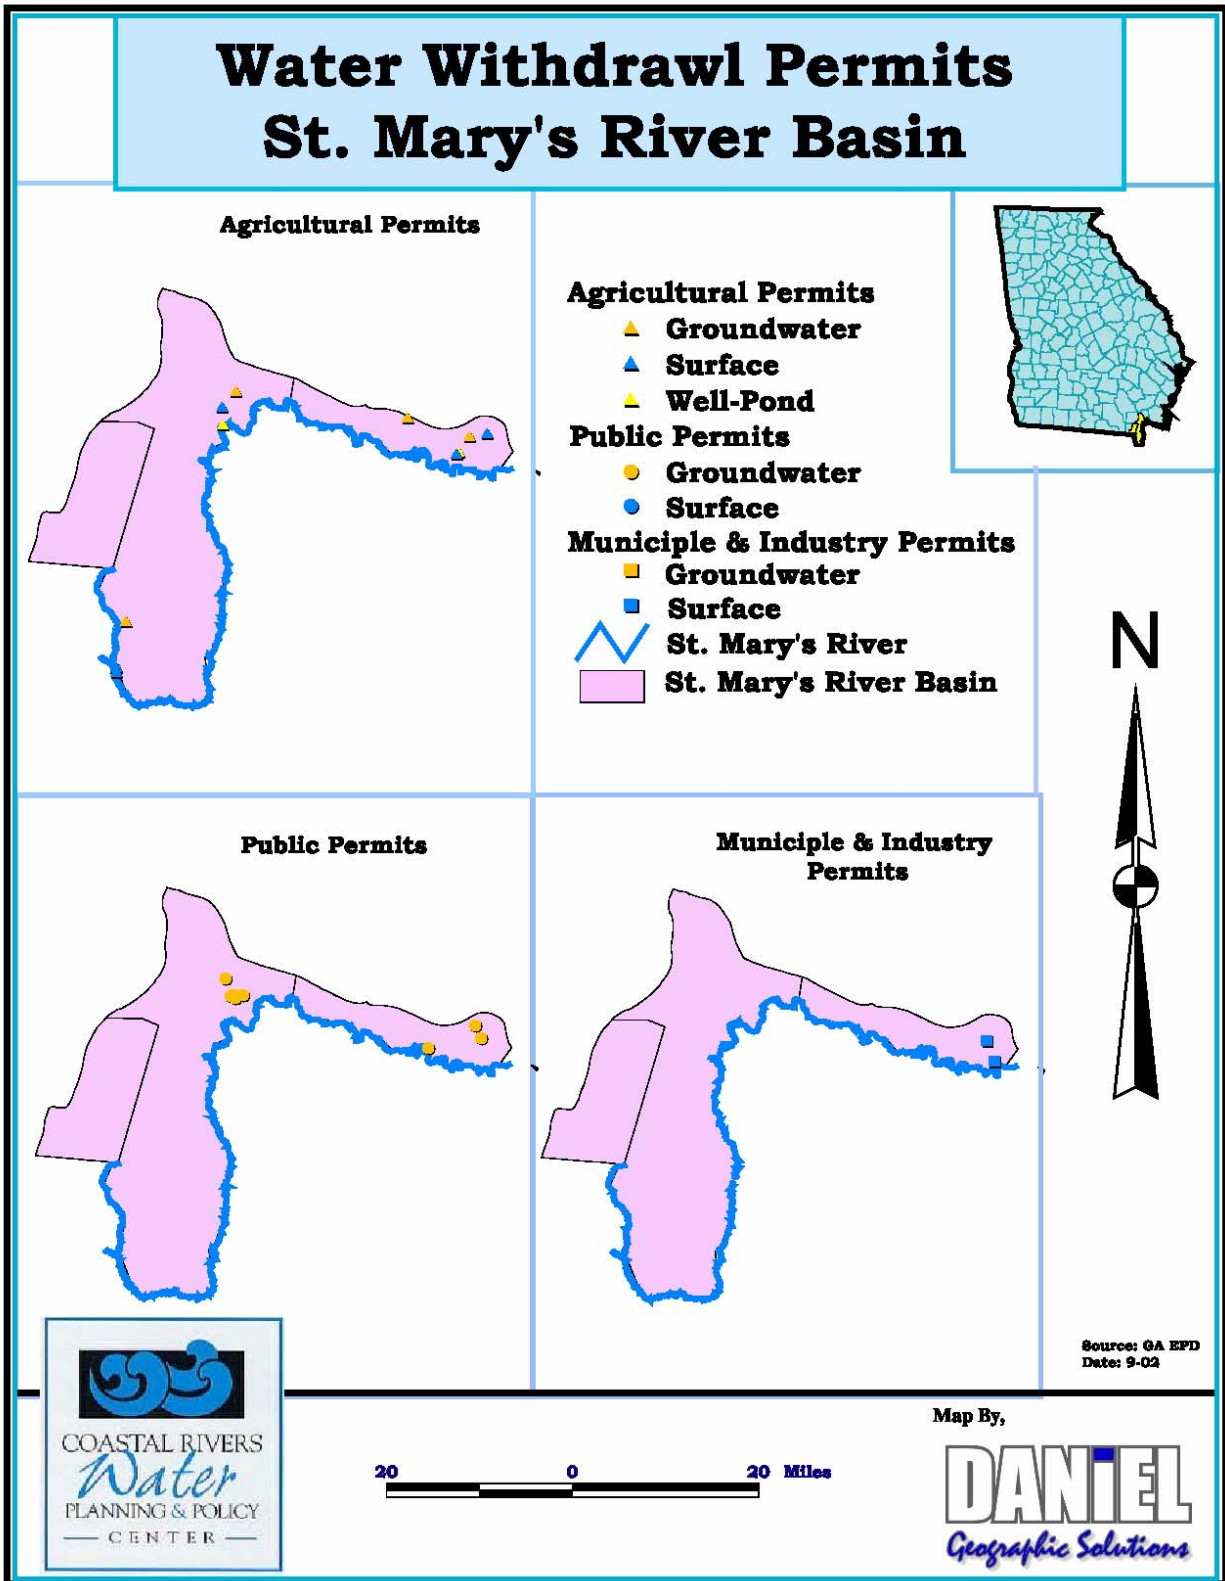 Water Withdrawl Permits
St. Mary's River Basin
Agricultural Permits
Agricultural Permits
Groundwater
Surface
Well-Pond
Public Permits
Groundwater
Surface
Municiple & Industry Permits
Groundwater
Surface
St. Mary's River
St. Mary's River Basin
N
Public Permits
Municiple & Industry
Permits
Source: GA EPD
Date: 9-02
COASTAL RIVERS
Water
PLANNING & POLICY
CENTER
20 0 20 Miles
Map By,
DANiEL
Geographic Solutions